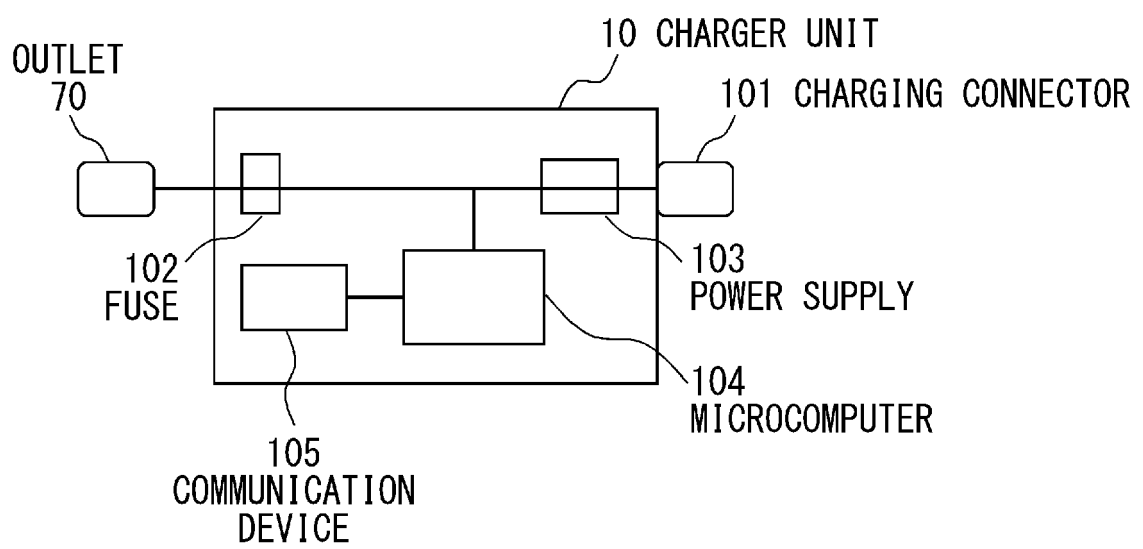 10 CHARGER UNIT
OUTLET
70
101 CHARGING CONNECTOR
102
FUSE
103
POWER SUPPLY
104
MICROCOMPUTER
105
COMMUNICATION
DEVICE